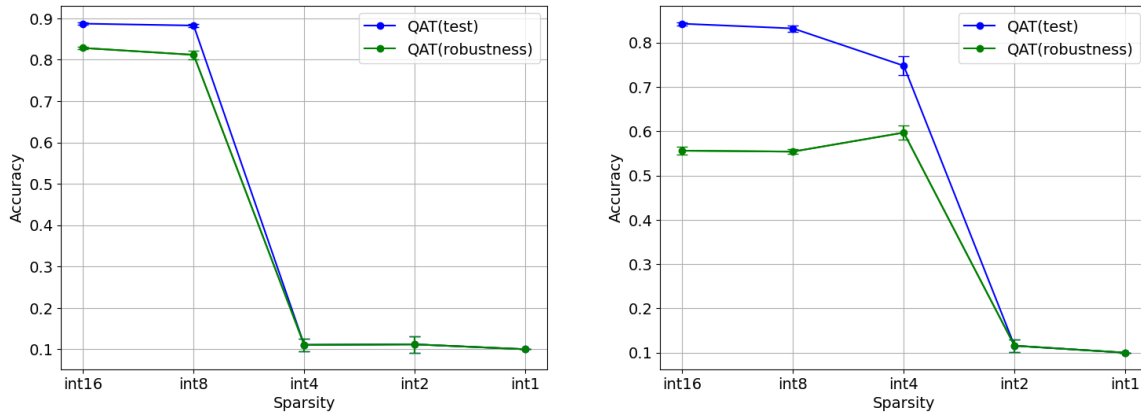 0.9
0.8
0.7
0.6
0.5
0.4
0.3
0.2
0.1
Accuracy
QAT(test)
QAT(robustness)
int16 int8 int4 int2 int1
Sparsity
0.8
0.7
0.6
0.5
0.4
0.3
0.2
0.1
Accuracy
QAT(test)
QAT(robustness)
int16 int8 int4 int2 int1
Sparsity